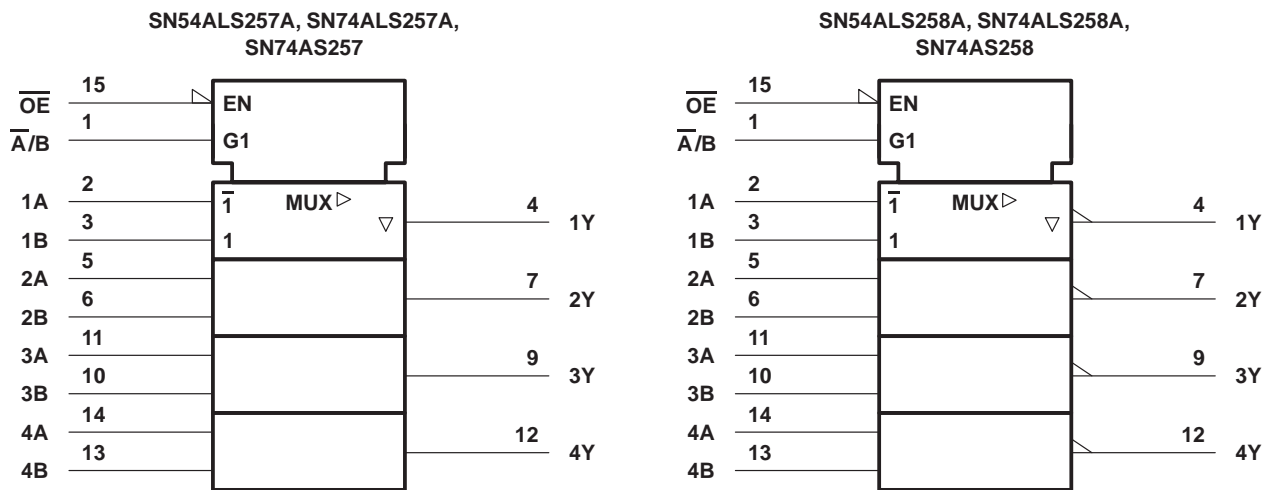 SN54ALS257A, SN74ALS257A,
SN74AS257
15
OE
EN
1
A/B
G1
2
1A
1
MUX
4
1Y
3
1B
1
5
2A
7
2Y
6
2B
11
3A
9
3Y
10
3B
14
4A
12
4Y
13
4B
SN54ALS258A, SN74ALS258A,
SN74AS258
15
OE
EN
1
A/B
G1
2
1A
1
MUX
4
1Y
3
1B
1
5
2A
7
2Y
6
2B
11
3A
9
3Y
10
3B
14
4A
12
4Y
13
4B